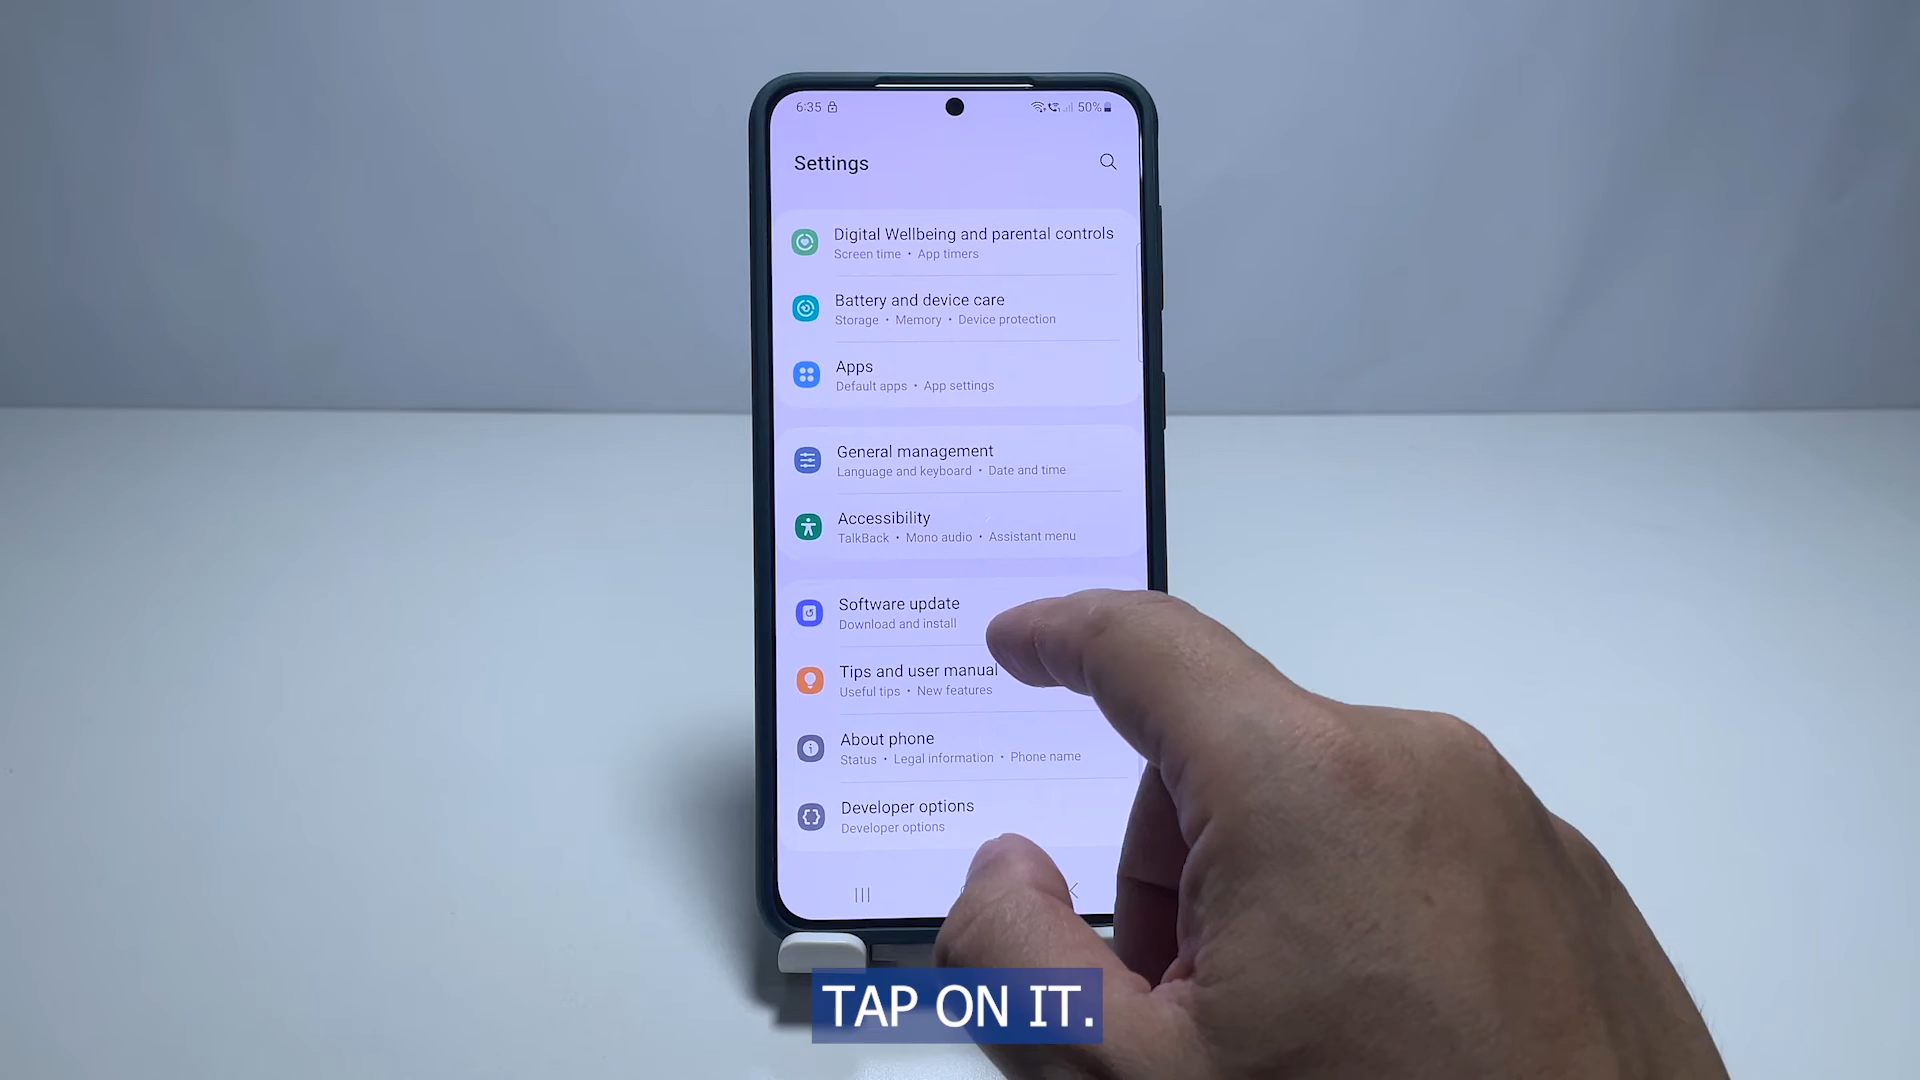 6:35
50%
Settings
Digital Wellbeing and parental controls
Screen time • App timers
Battery and device care
Storage • Memory • Device protection
Apps
Default apps • App settings
General management
Language and keyboard • Date and time
Accessibility
TalkBack • Mono audio • Assistant menu
Software update
Download and install
Tips and user manual
Useful tips • New features
About phone
Status • Legal information • Phone name
Developer options
Developer options
TAP ON IT.